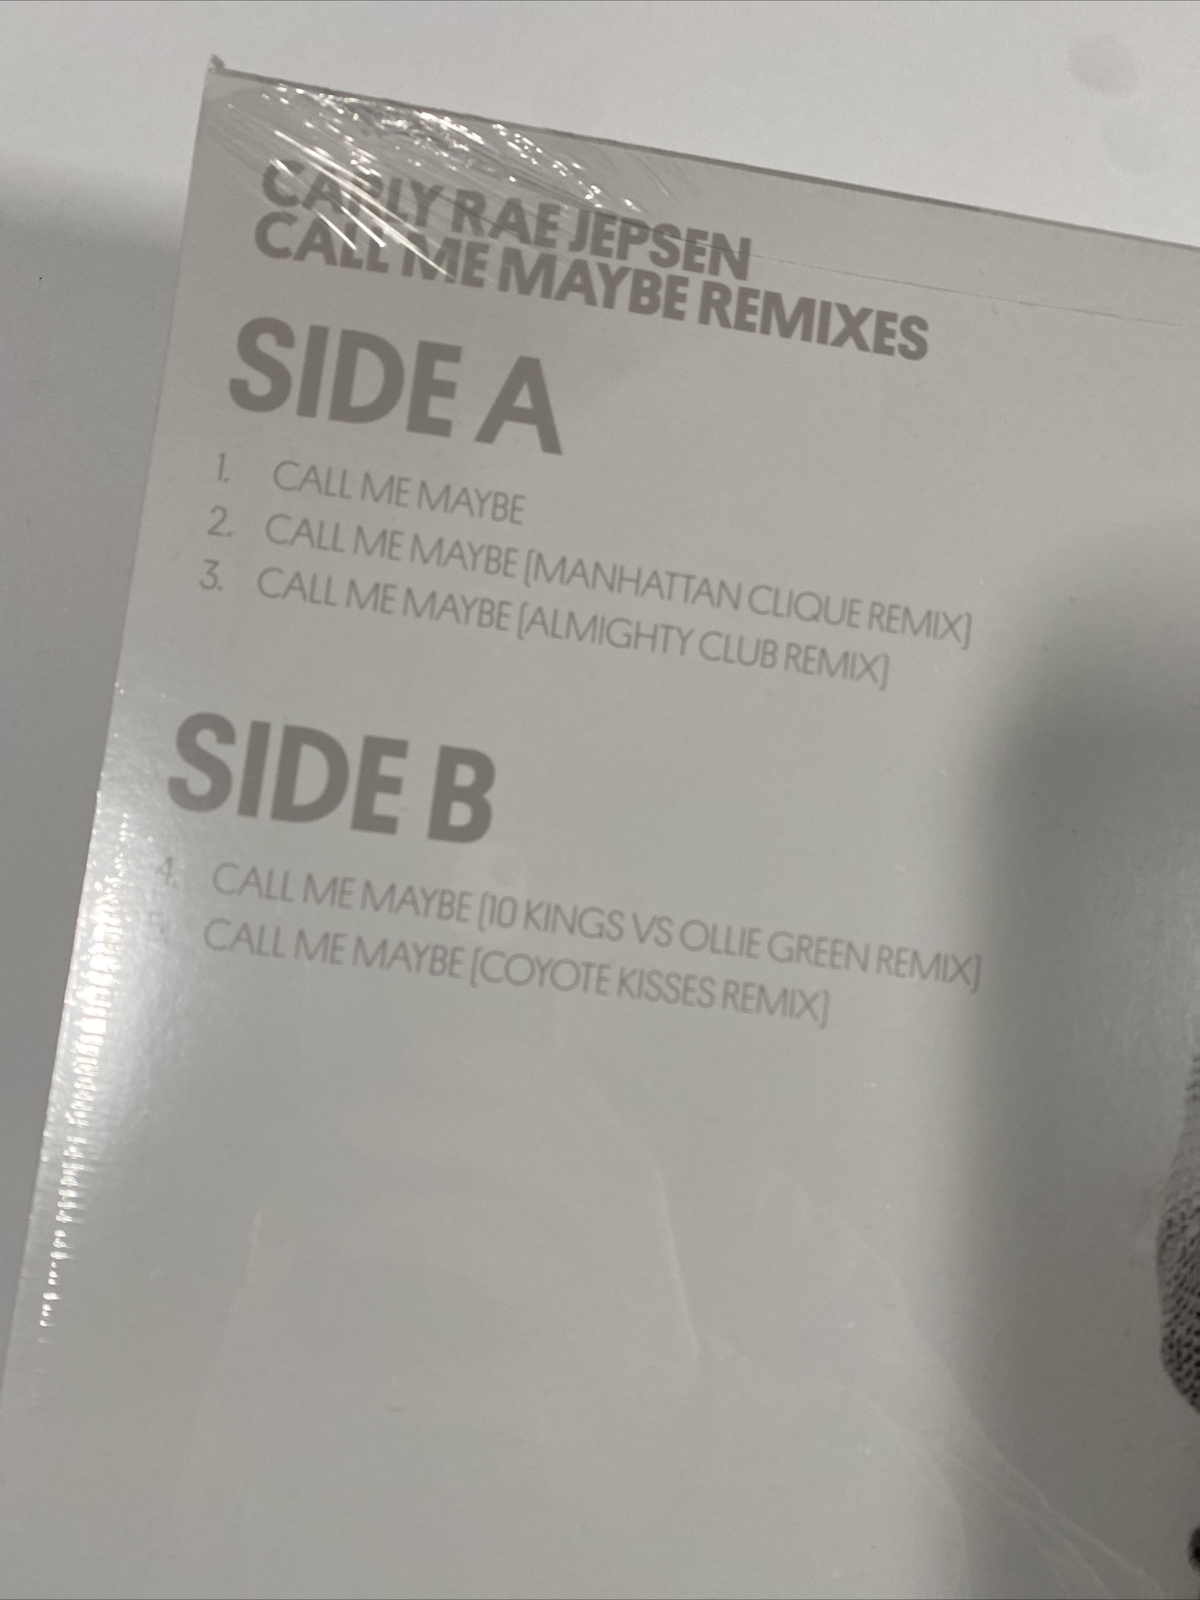 CARLY RAE JEPSEN
CALL ME MAYBE REMIXES
SIDE A
1. CALL ME MAYBE
2. CALL ME MAYBE [MANHATTAN CLIQUE REMIX]
3. CALL ME MAYBE [ALMIGHTY CLUB REMIX]
SIDE B
4. CALL ME MAYBE [10 KINGS VS OLLIE GREEN REMIX]
5. CALL ME MAYBE [COYOTE KISSES REMIX]